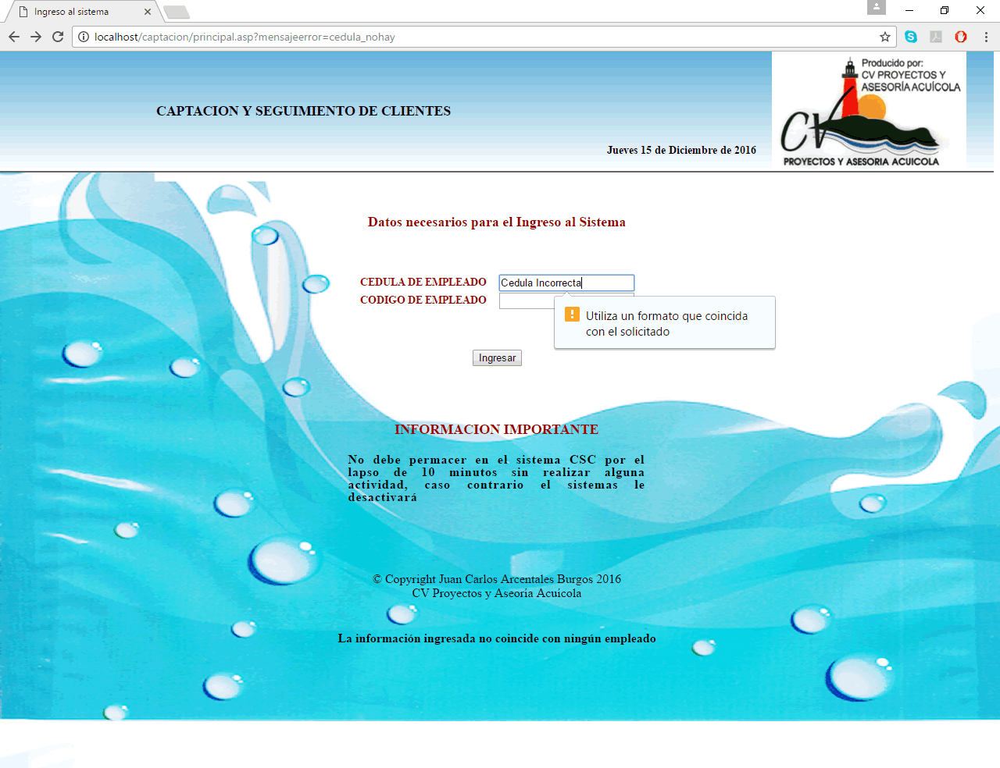 Ingreso al sistema
localhost/captacion/principal.asp?mensajeerror=cedula_nohay
Producido por:
CV PROYECTOS Y
ASESORÍA ACUÍCOLA
CAPTACION Y SEGUIMIENTO DE CLIENTES
Jueves 15 de Diciembre de 2016
CV
PROYECTOS Y ASESORIA ACUICOLA
Datos necesarios para el Ingreso al Sistema
CEDULA DE EMPLEADO Cedula Incorrecta
CODIGO DE EMPLEADO
Utiliza un formato que coincida
con el solicitado
Ingresar
INFORMACION IMPORTANTE
No debe permacer en el sistema CSC por el
lapso de 10 minutos sin realizar alguna
actividad, caso contrario el sistemas le
desactivará
© Copyright Juan Carlos Arcentales Burgos 2016
CV Proyectos y Aseoría Acuícola
La información ingresada no coincide con ningún empleado